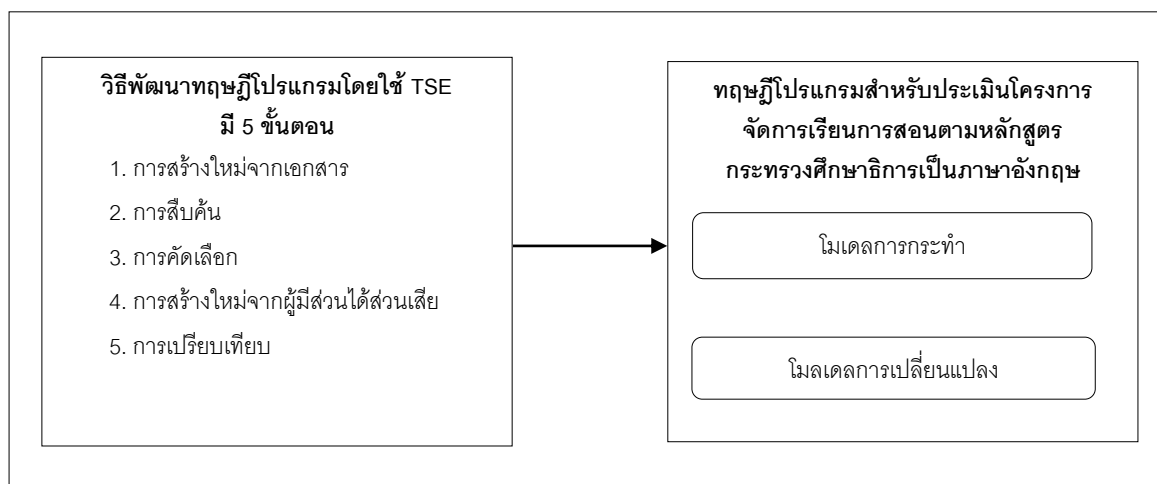 วิธีพัฒนาทฤษฎีโปรแกรมโดยใช้ TSE
มี 5 ขั้นตอน
1. การสร้างใหม่จากเอกสาร
2. การสืบค้น
3. การคัดเลือก
4. การสร้างใหม่จากผู้มีส่วนได้ส่วนเสีย
5. การเปรียบเทียบ
ทฤษฎีโปรแกรมสำหรับประเมินโครงการ
จัดการเรียนการสอนตามหลักสูตร
กระทรวงศึกษาธิการเป็นภาษาอังกฤษ
โมเดลการกระทำ
โมลเดลการเปลี่ยนแปลง